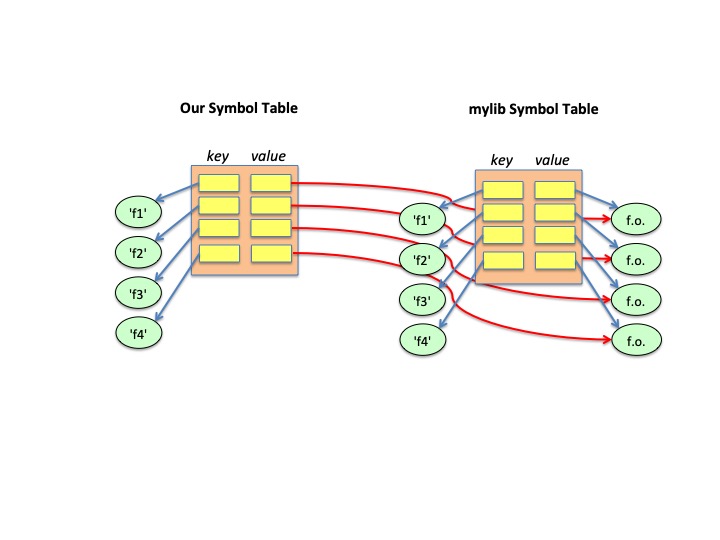 Our Symbol Table
mylib Symbol Table
key value
key value
'f1'
'f2'
'f3'
'f4'
'f1'
'f2'
'f3'
'f4'
f.o.
f.o.
f.o.
f.o.